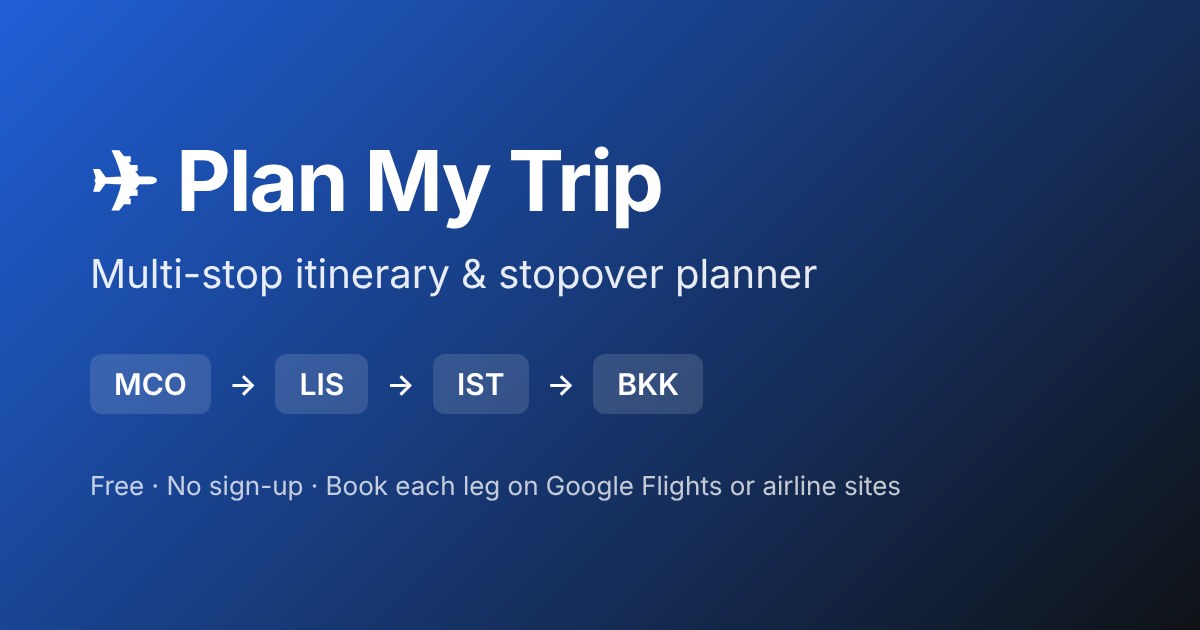 ✈ Plan My Trip
Multi-stop itinerary & stopover planner
MCO → LIS → IST → BKK
Free · No sign-up · Book each leg on Google Flights or airline sites